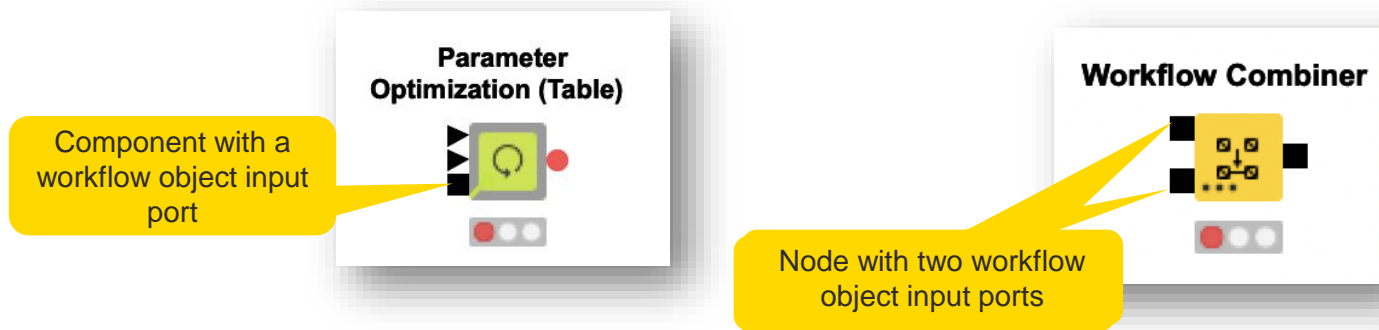 Parameter
Optimization (Table)
Component with a
workflow object input
port
Workflow Combiner
Node with two workflow
object input ports